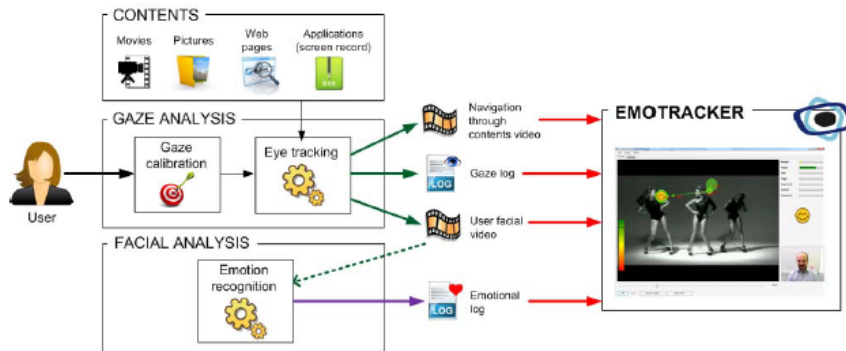 CONTENTS
Movies
Pictures
Web
pages
Applications
(screen record)
GAZE ANALYSIS
Gaze
calibration
Eye tracking
User
FACIAL ANALYSIS
Emotion
recognition
Navigation
through
contents video
LOG
Gaze log
User facial
video
LOG
Emotional
log
EMOTRACKER